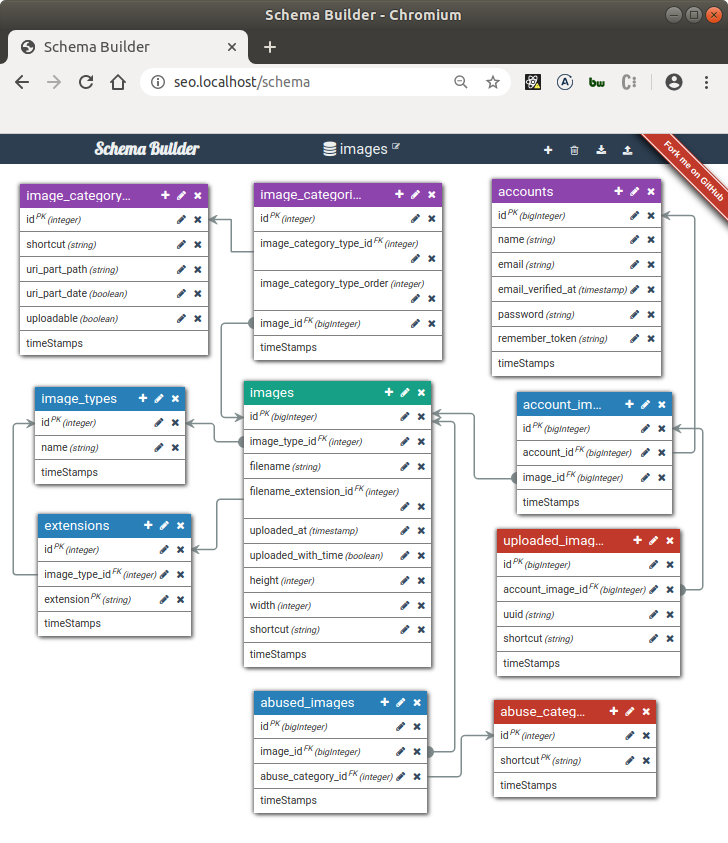 Schema Builder - Chromium
Schema Builder
seo.localhost/schema
bw
Schema Builder
images
Fork me on GitHub
image_category...
id PK (integer)
shortcut (string)
uri_part_path (string)
uri_part_date (boolean)
uploadable (boolean)
timeStamps
image_categori...
id PK (integer)
image_category_type_id FK (integer)
image_category_type_order (integer)
image_id FK (bigInteger)
timeStamps
accounts
id PK (bigInteger)
name (string)
email (string)
email_verified_at (timestamp)
password (string)
remember_token (string)
timeStamps
image_types
id PK (integer)
name (string)
timeStamps
images
id PK (bigInteger)
image_type_id FK (integer)
filename (string)
filename_extension_id FK (integer)
uploaded_at (timestamp)
uploaded_with_time (boolean)
height (integer)
width (integer)
shortcut (string)
timeStamps
account_im...
id PK (bigInteger)
account_id FK (bigInteger)
image_id FK (bigInteger)
timeStamps
extensions
id PK (integer)
image_type_id FK (integer)
extension PK (string)
timeStamps
uploaded_imag...
id PK (bigInteger)
account_image_id FK (bigInteger)
uuid (string)
shortcut (string)
timeStamps
abused_images
id PK (bigInteger)
image_id FK (bigInteger)
abuse_category_id FK (integer)
timeStamps
abuse_categ...
id PK (integer)
shortcut PK (string)
timeStamps